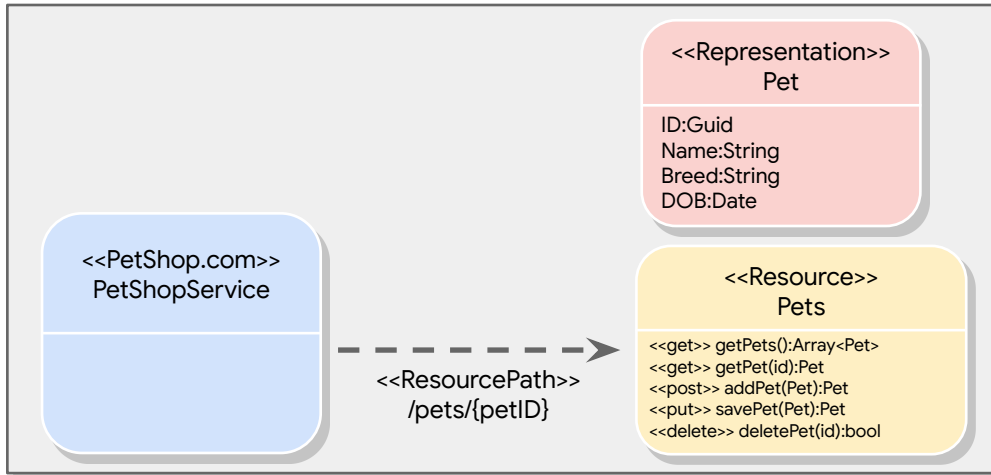 <<Representation>>
Pet
ID:Guid
Name:String
Breed:String
DOB:Date
<<PetShop.com>>
PetShopService
<<ResourcePath>>
/pets/{petID}
<<Resource>>
Pets
<<get>> getPets():Array<Pet>
<<get>> getPet(id):Pet
<<post>> addPet(Pet):Pet
<<put>> savePet(Pet):Pet
<<delete>> deletePet(id):bool